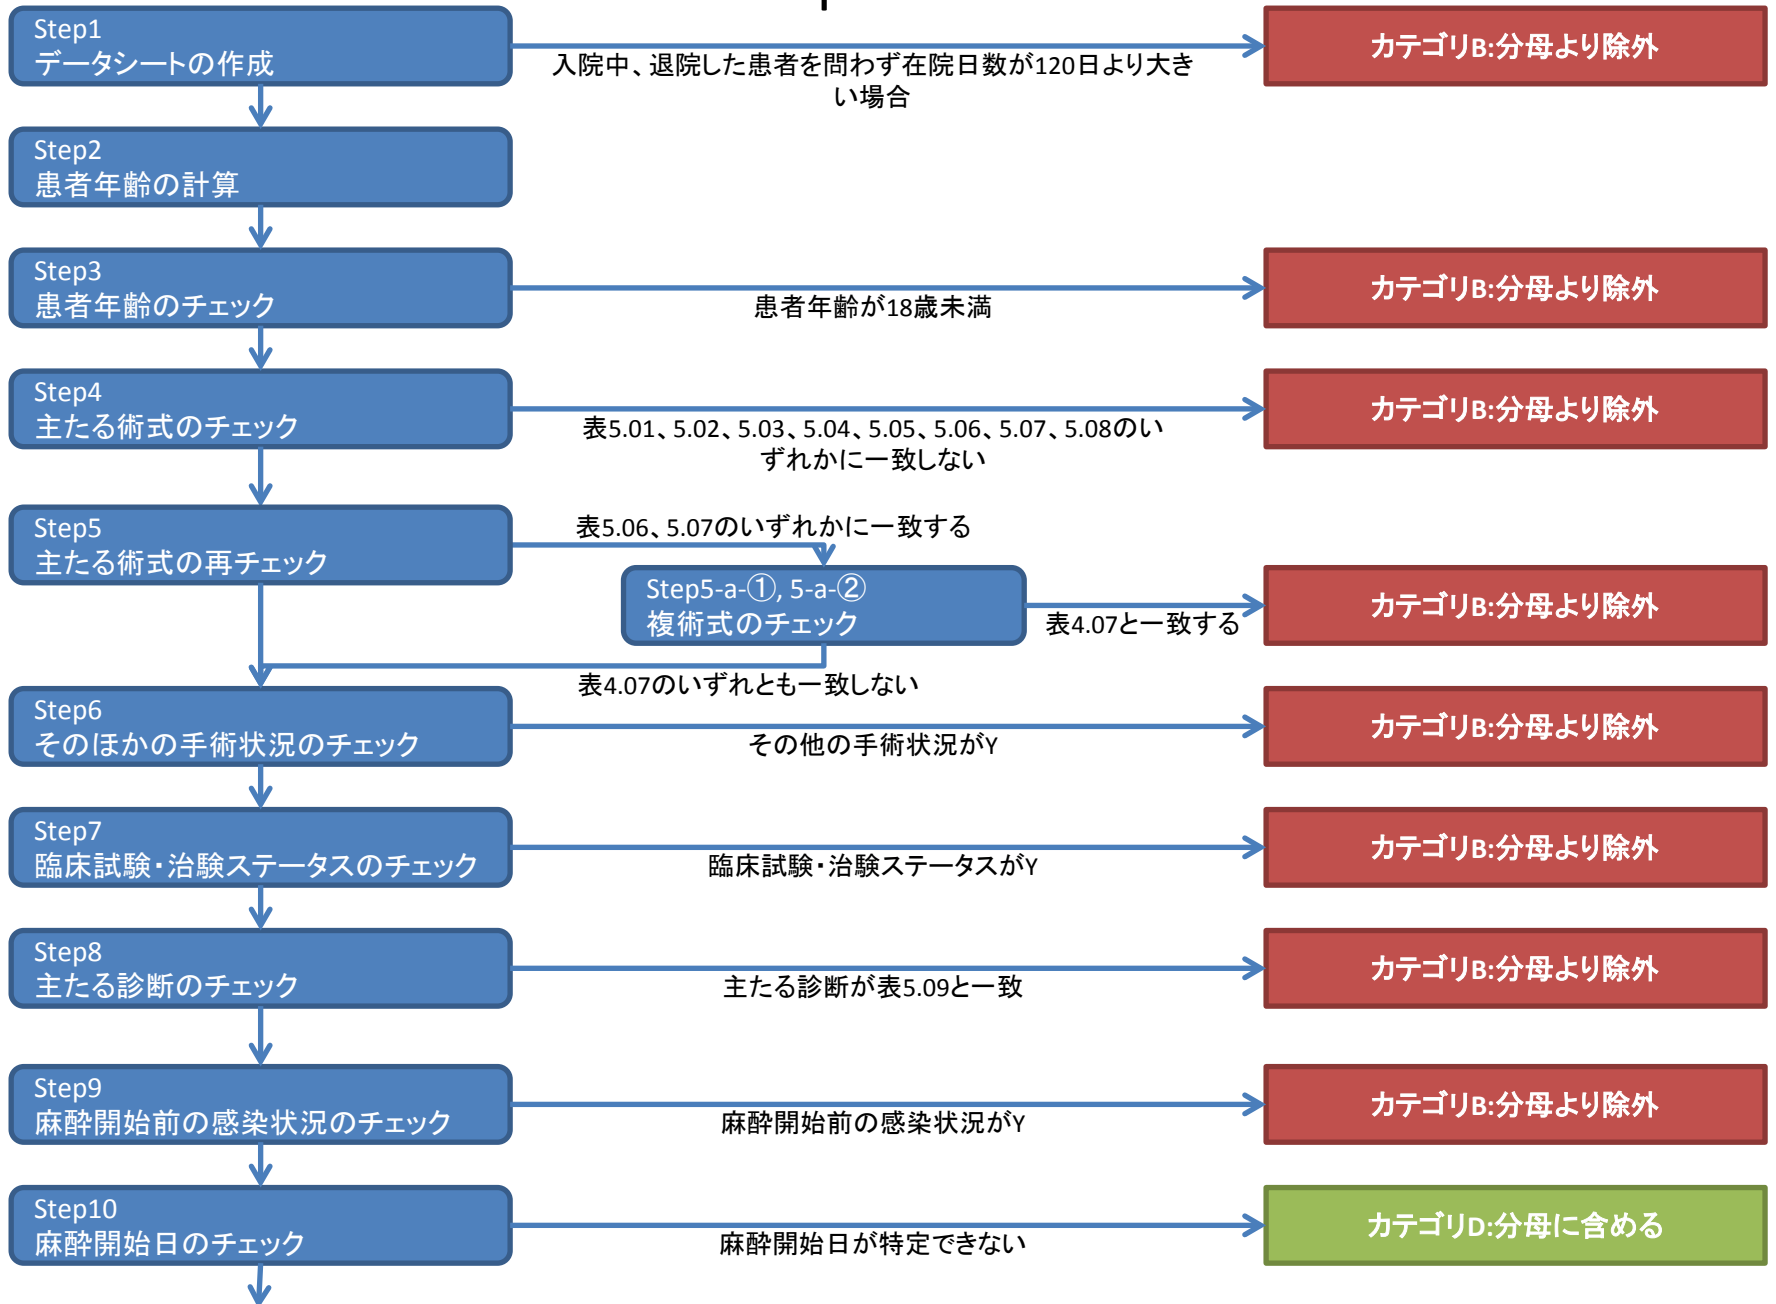 Step1
データシートの作成
入院中、退院した患者を問わず在院日数が120日より大き
い場合
カテゴリB:分母より除外
Step2
患者年齢の計算
Step3
患者年齢のチェック
患者年齢が18歳未満
カテゴリB:分母より除外
Step4
主たる術式のチェック
表5.01、5.02、5.03、5.04、5.05、5.06、5.07、5.08のい
ずれかに一致しない
カテゴリB:分母より除外
Step5
主たる術式の再チェック
表5.06、5.07のいずれかに一致する
Step5-a-①, 5-a-②
複術式のチェック
表4.07と一致する
カテゴリB:分母より除外
表4.07のいずれとも一致しない
Step6
そのほかの手術状況のチェック
その他の手術状況がY
カテゴリB:分母より除外
Step7
臨床試験・治験ステータスのチェック
臨床試験・治験ステータスがY
カテゴリB:分母より除外
Step8
主たる診断のチェック
主たる診断が表5.09と一致
カテゴリB:分母より除外
Step9
麻酔開始前の感染状況のチェック
麻酔開始前の感染状況がY
カテゴリB:分母より除外
Step10
麻酔開始日のチェック
麻酔開始日が特定できない
カテゴリD:分母に含める